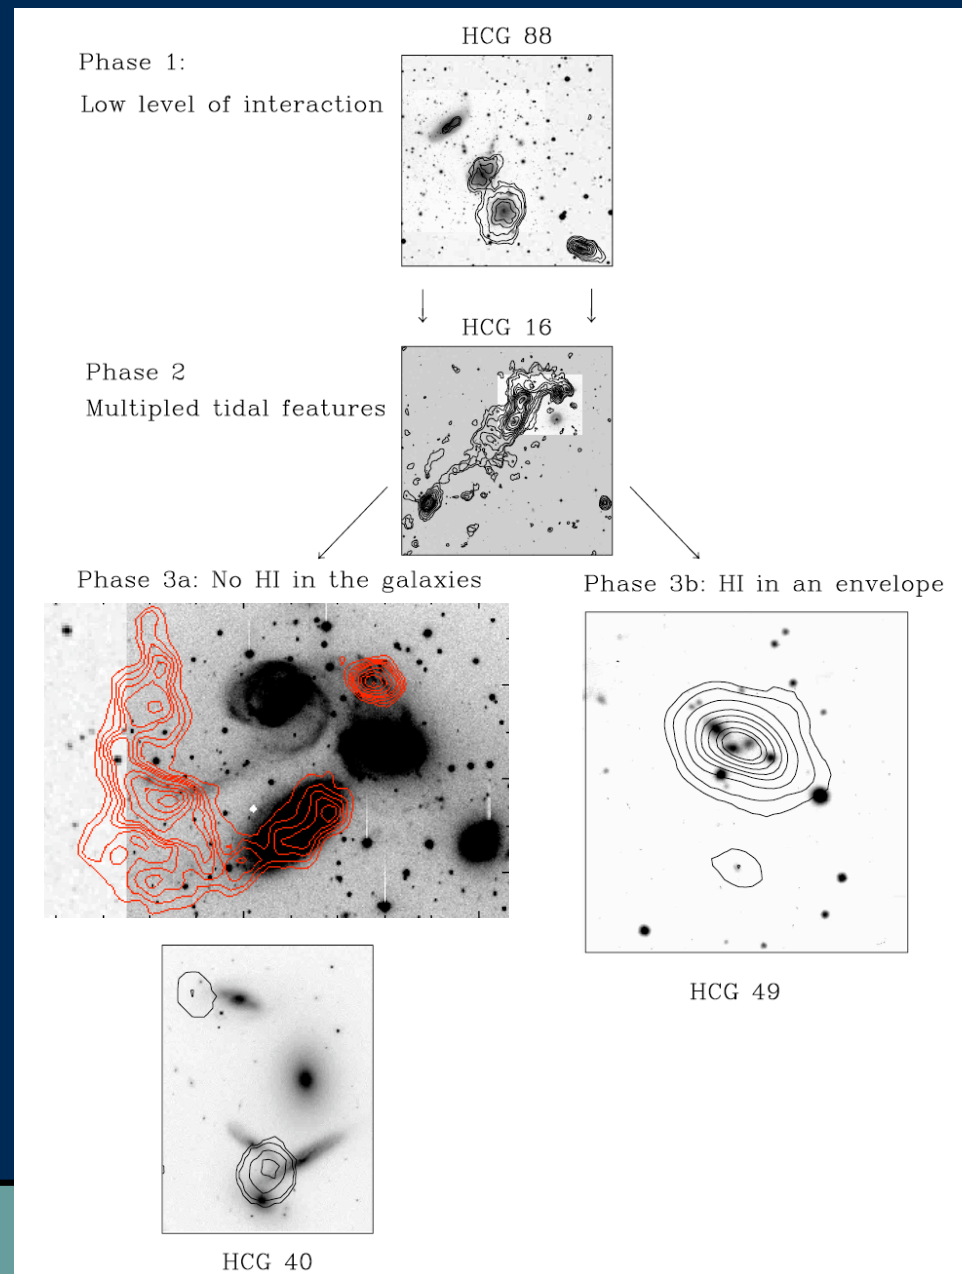 HCG 88
Phase 1:
Low level of interaction
HCG 16
Phase 2
Multipled tidal features
Phase 3a: No HI in the galaxies
Phase 3b: HI in an envelope
HCG 49
HCG 40